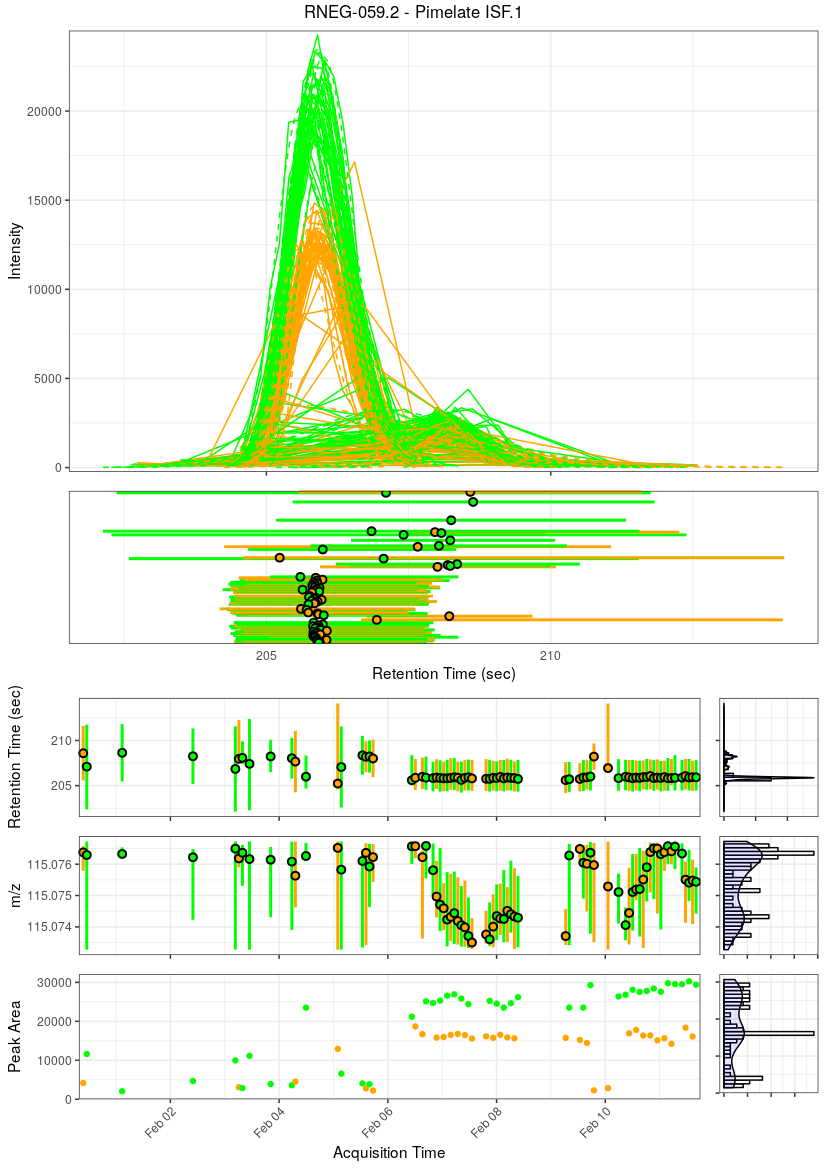 RNEG-059.2 - Pimelate ISF.1
Intensity
20000
15000
10000
5000
0
205
210
Retention Time (sec)
Retention Time (sec)
210
205
m/z
115.076
115.075
115.074
Peak Area
30000
20000
10000
0
Feb 02
Feb 04
Feb 06
Feb 08
Feb 10
Acquisition Time